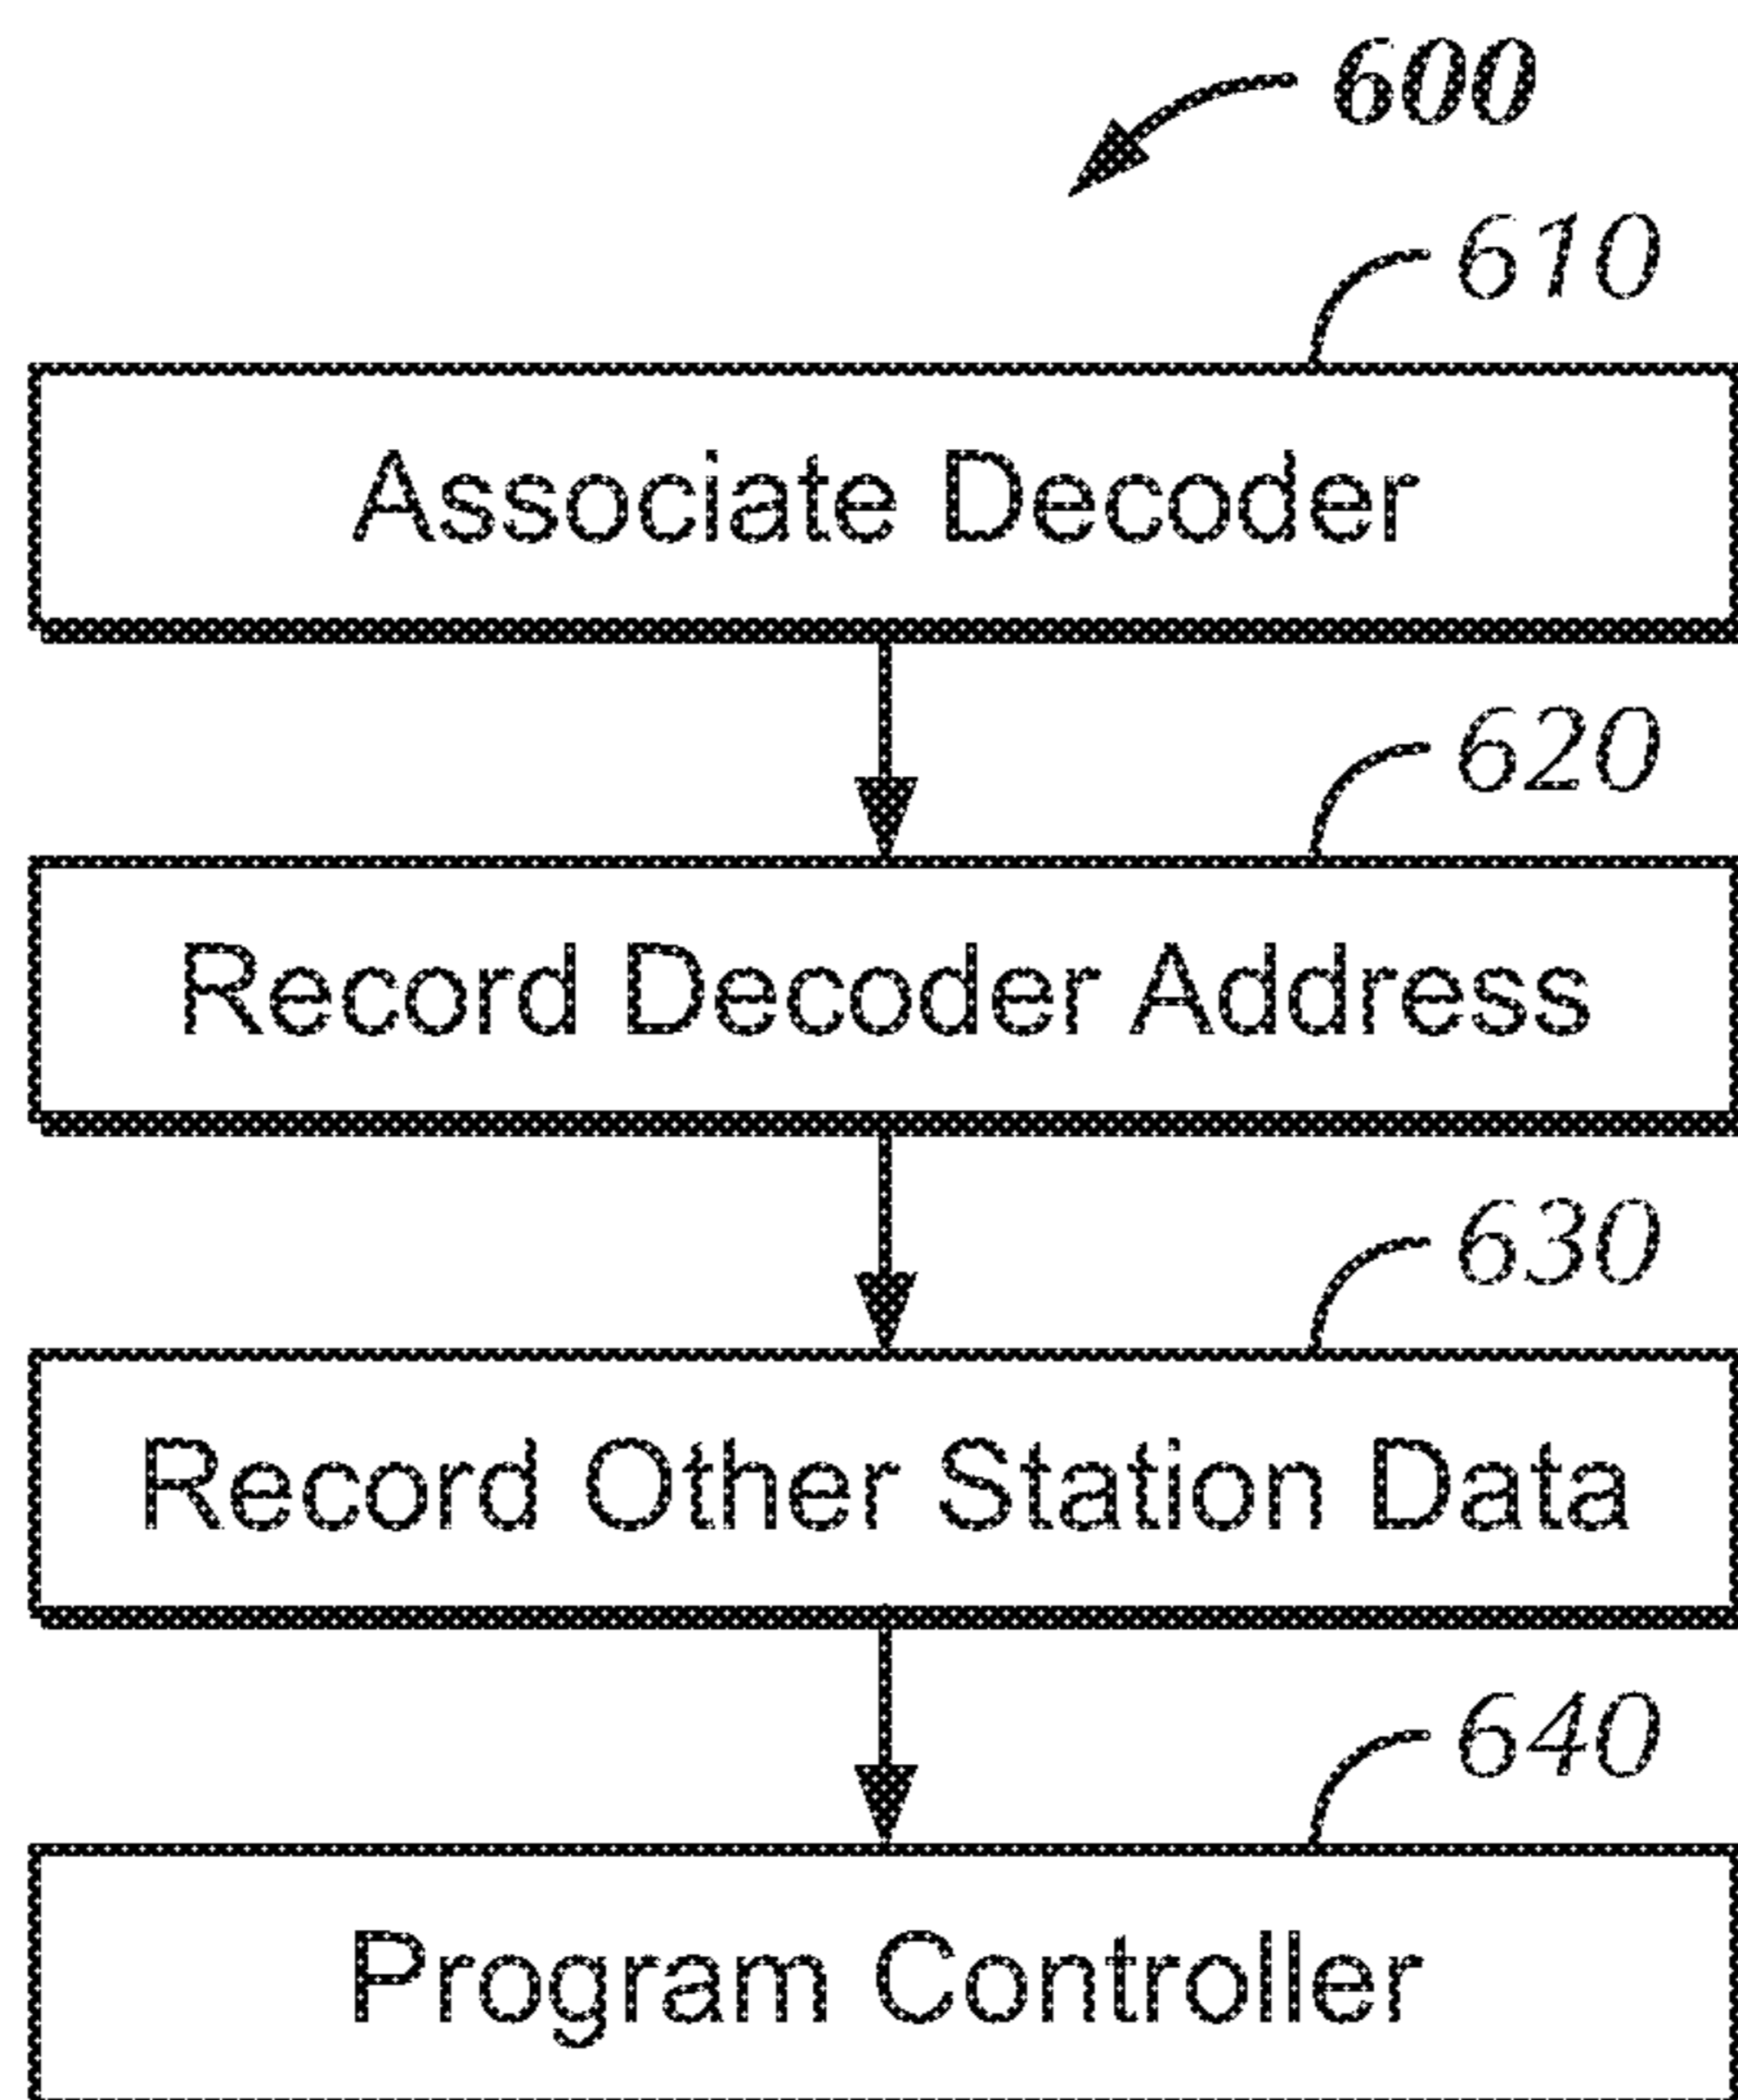 600
610
Associate Decoder
620
Record Decoder Address
630
Record Other Station Data
640
Program Controller